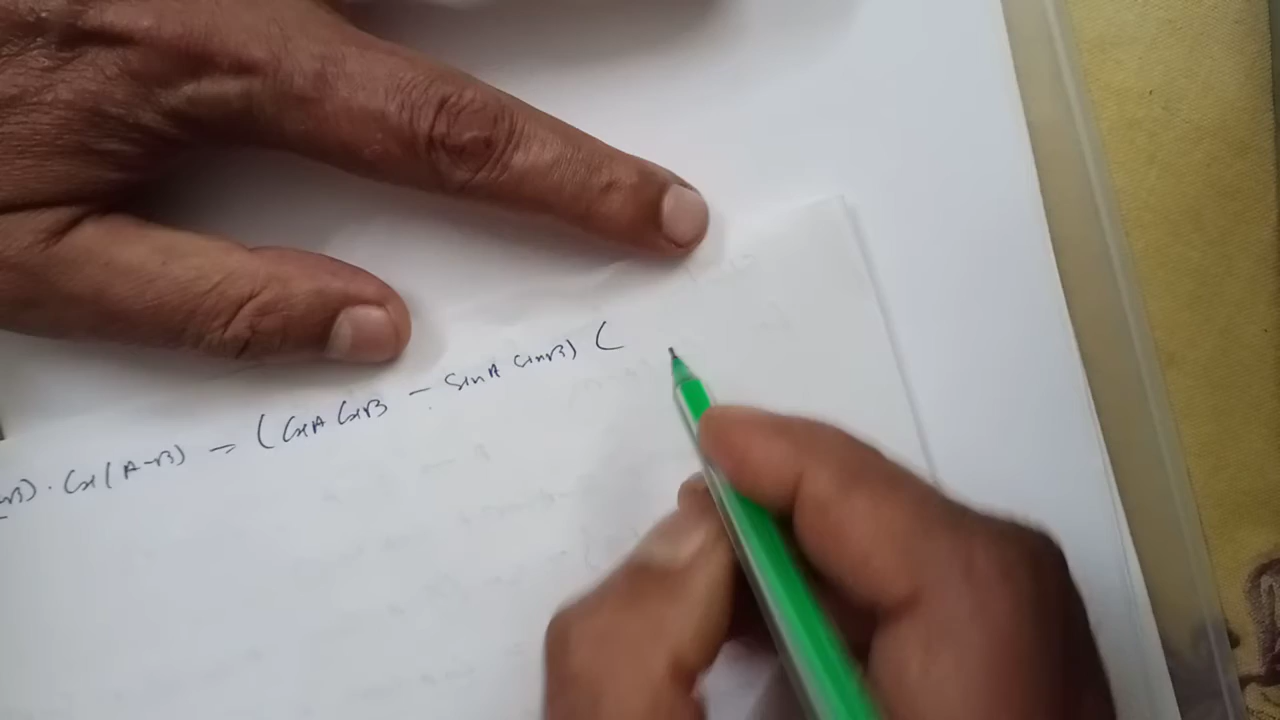 B). Cos(A-B) = (CosA CosB - SinA SinB) (